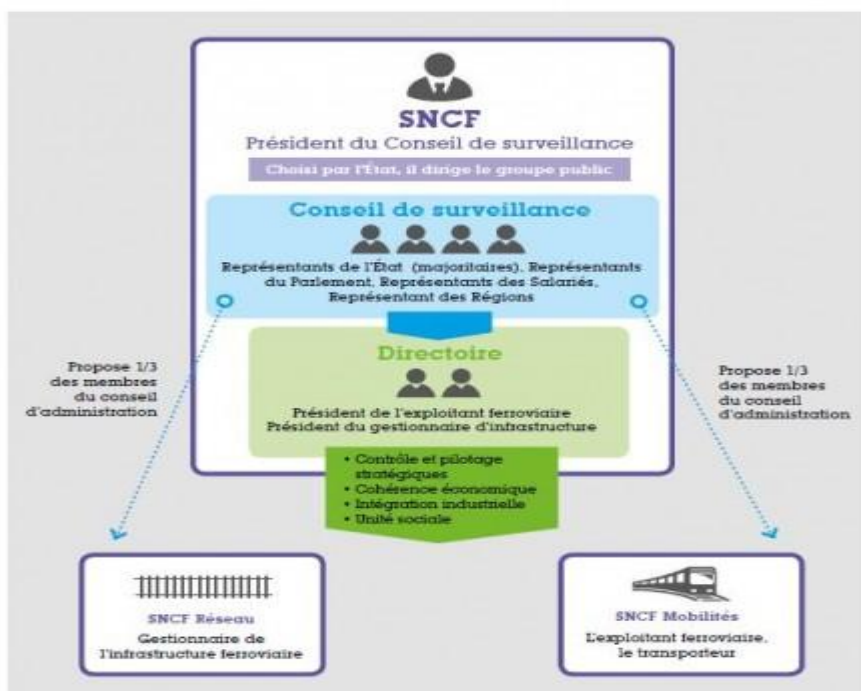 SNCF
Président du Conseil de surveillance
Choisi par l'État, il dirige le groupe public
Conseil de surveillance
Représentants de l'État (majoritaires), Représentants
du Parlement, Représentants des Salariés,
Représentant des Régions
Propose 1/3
des membres
du conseil
d'administration
Propose 1/3
des membres
du conseil
d'administration
Directoire
Président de l'exploitant ferroviaire
Président du gestionnaire d'infrastructure
• Contrôle et pilotage
stratégiques
• Cohérence économique
• Intégration industrielle
• Unité sociale
SNCF Réseau
Gestionnaire de
l'infrastructure ferroviaire
SNCF Mobilités
L'exploitant ferroviaire,
le transporteur